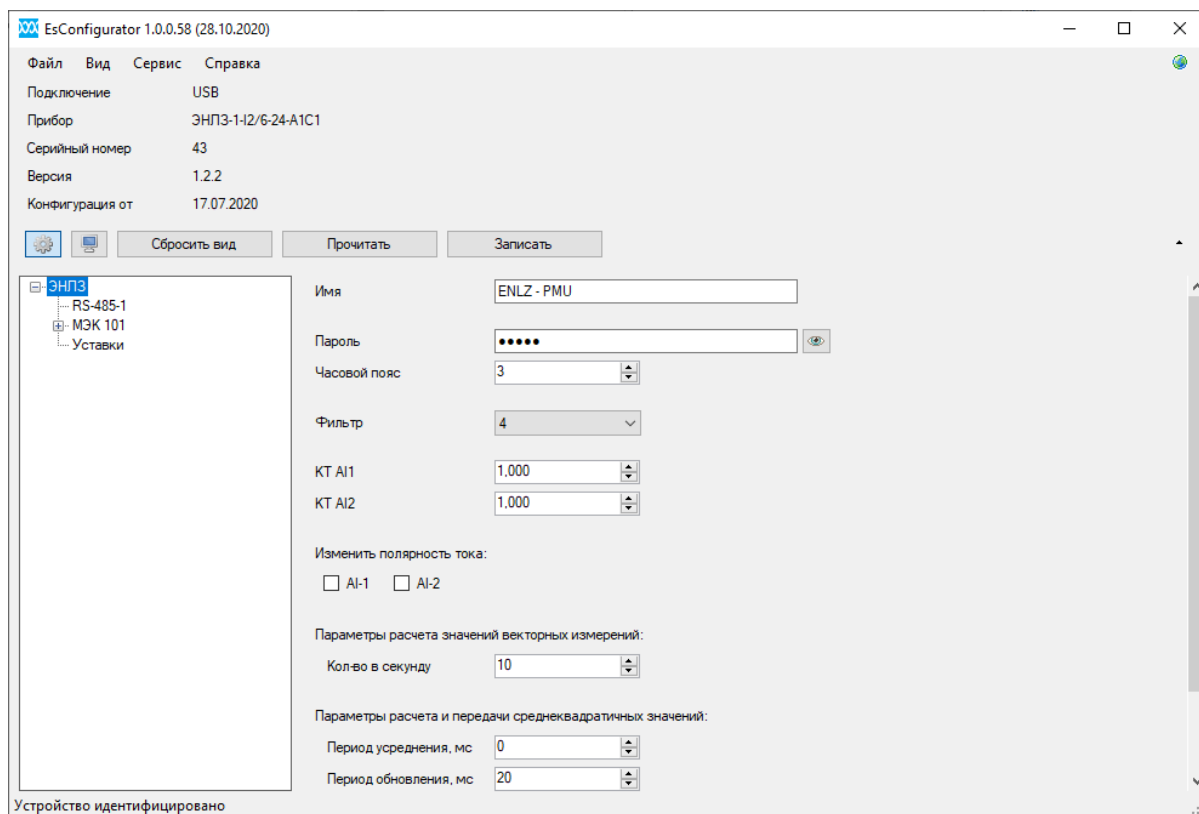 EsConfigurator 1.0.0.58 (28.10.2020)
Файл Вид Сервис Справка
Подключение USB
Прибор ЭНЛЗ-1-I2/6-24-A1C1
Серийный номер 43
Версия 1.2.2
Конфигурация от 17.07.2020
Сбросить вид Прочитать Записать
ЭНЛЗ
RS-485-1
МЭК 101
Уставки
Имя ENLZ - PMU
Пароль •••••
Часовой пояс 3
Фильтр 4
КТ AI1 1,000
КТ AI2 1,000
Изменить полярность тока:
AI-1 AI-2
Параметры расчета значений векторных измерений:
Кол-во в секунду 10
Параметры расчета и передачи среднеквадратичных значений:
Период усреднения, мс 0
Период обновления, мс 20
Устройство идентифицировано